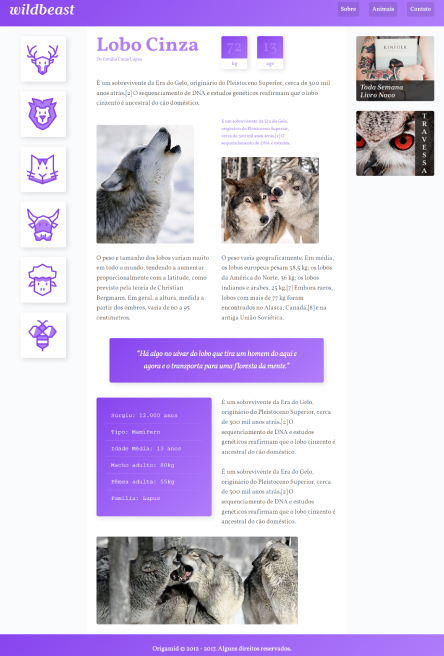 wildbeast
Sobre
Animais
Contato
Lobo Cinza
Da família Canis Lupus
72
kg
13
age
É um sobrevivente da Era do Gelo, originário do Pleistoceno Superior, cerca de 300 mil
anos atrás.[2] O sequenciamento de DNA e estudos genéticos reafirmam que o lobo
cinzento é ancestral do cão doméstico.
É um sobrevivente da Era do Gelo,
originário do Pleistoceno Superior,
cerca de 300 mil anos atrás.[2]O
sequenciamento de DNA e estudos.
O peso e tamanho dos lobos variam muito
em todo o mundo, tendendo a aumentar
proporcionalmente com a latitude, como
previsto pela teoria de Christian
Bergmann. Em geral, a altura, medida a
partir dos ombros, varia de 60 a 95
centímetros.
O peso varia geograficamente. Em média,
os lobos europeus pesam 38,5 kg; os lobos
da América do Norte, 36 kg; os lobos
indianos e árabes, 25 kg.[7] Embora raros,
lobos com mais de 77 kg foram
encontrados no Alasca, Canadá,[8] e na
antiga União Soviética.
"Há algo no uivar do lobo que tira um homem do aqui e
agora e o transporta para uma floresta da mente."
Surgiu: 12.000 anos
Tipo: Mamífero
Idade Média: 13 anos
Macho adulto: 60kg
Fêmea adulta: 55kg
Família: Lupus
É um sobrevivente da Era do Gelo,
originário do Pleistoceno Superior, cerca
de 300 mil anos atrás.[2]O
sequenciamento de DNA e estudos
genéticos reafirmam que o lobo cinzento é
ancestral do cão doméstico.
É um sobrevivente da Era do Gelo,
originário do Pleistoceno Superior, cerca
de 300 mil anos atrás.[2]O
sequenciamento de DNA e estudos
genéticos reafirmam que o lobo cinzento é
ancestral do cão doméstico.
KINFOLK
Toda Semana
Livro Novo
TRAVESSA
Origamid © 2012 - 2017. Alguns direitos reservados.